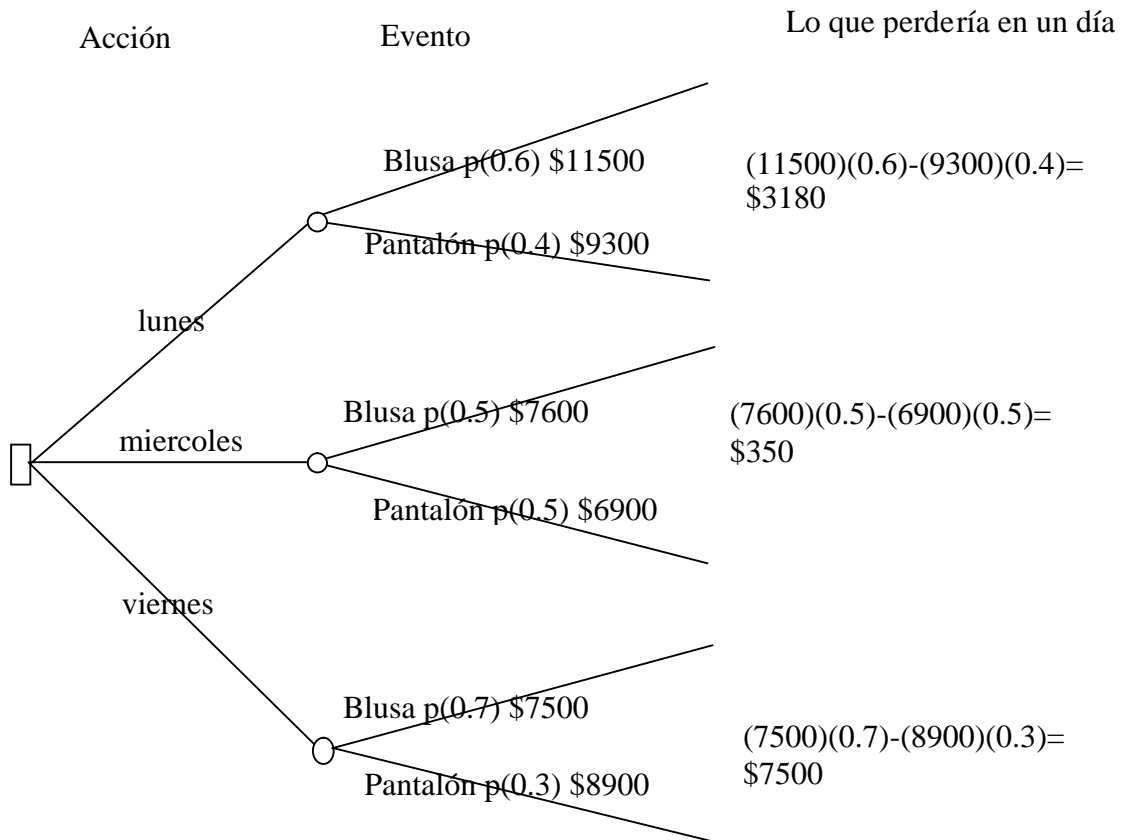 Acción
Evento
Lo que perdería en un día
Blusa p(0.6) $11500
(11500)(0.6)-(9300)(0.4)=
$3180
Pantalón p(0.4) $9300
lunes
Blusa p(0.5) $7600
(7600)(0.5)-(6900)(0.5)=
$350
miercoles
Pantalón p(0.5) $6900
viernes
Blusa p(0.7) $7500
(7500)(0.7)-(8900)(0.3)=
$7500
Pantalón p(0.3) $8900